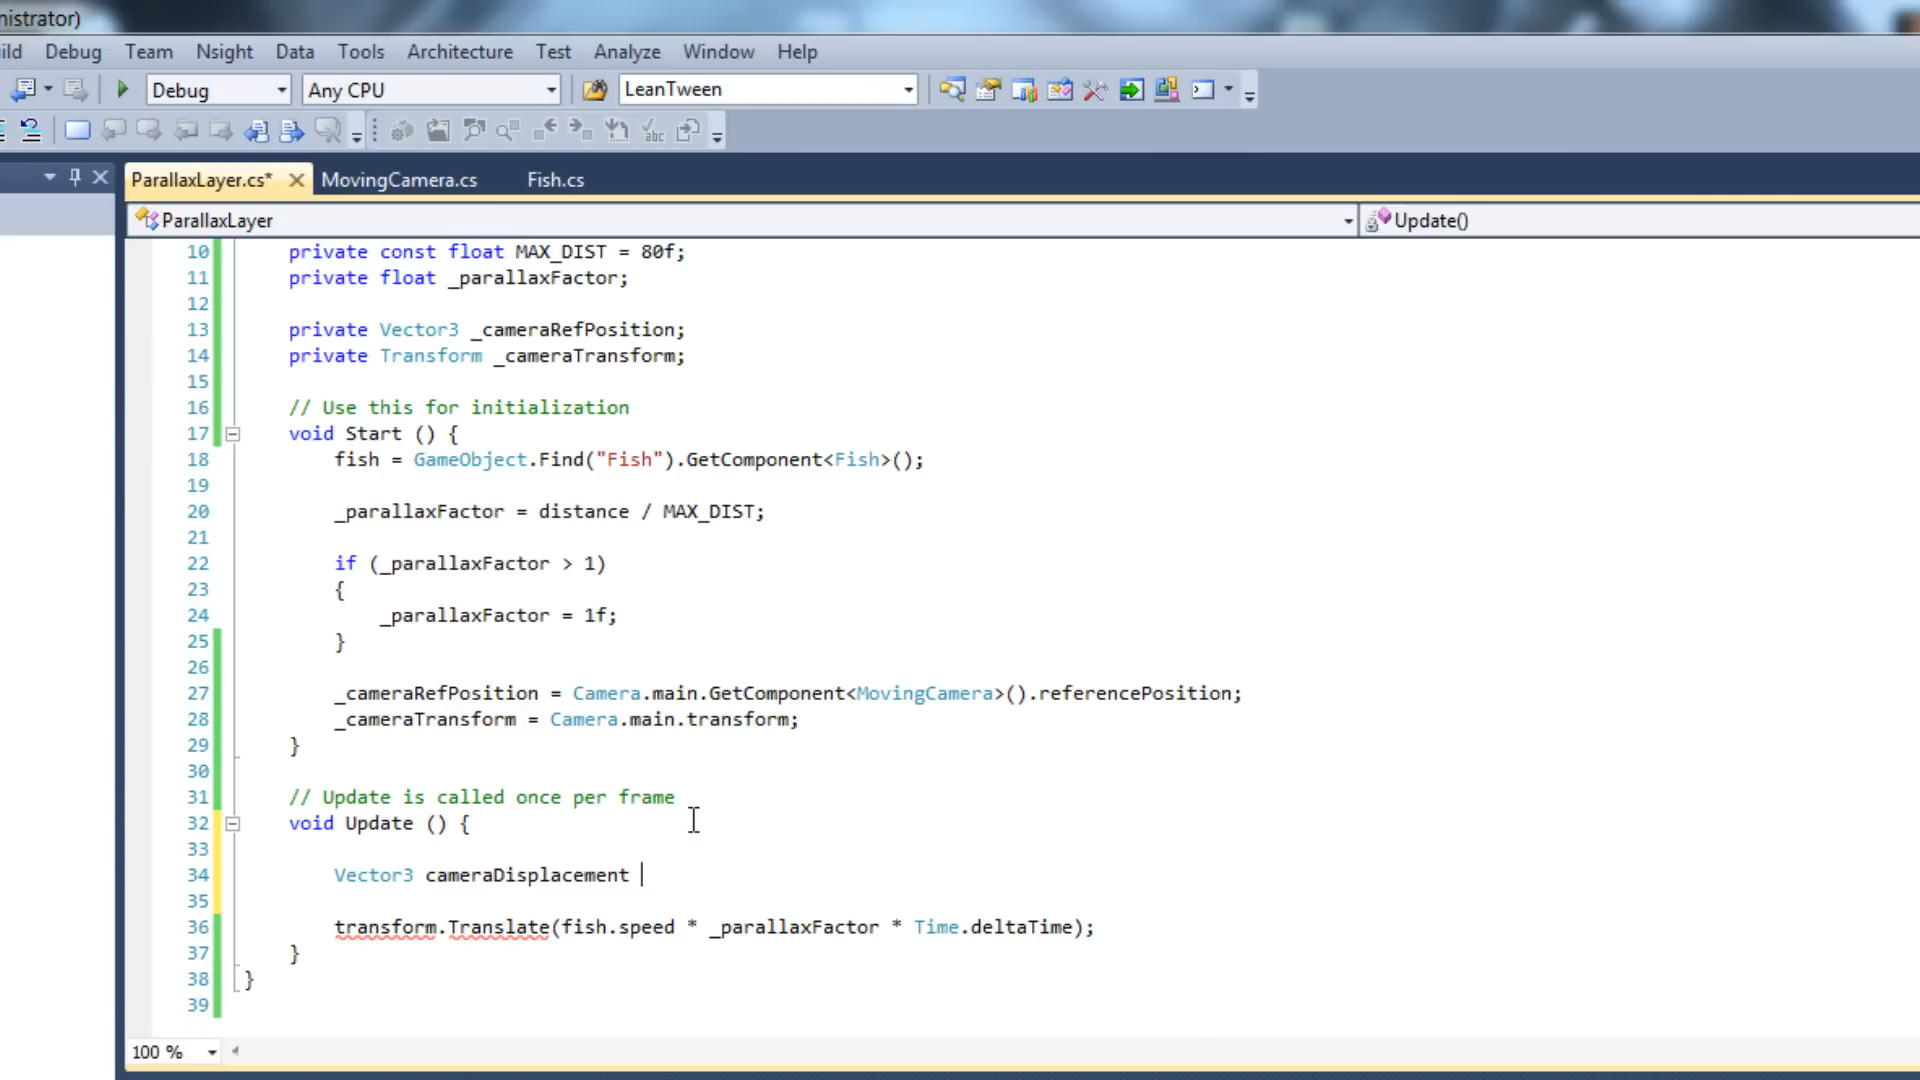 nistrator)
ild Debug Team Nsight Data Tools Architecture Test Analyze Window Help
Debug Any CPU LeanTween
ParallaxLayer.cs* MovingCamera.cs Fish.cs
ParallaxLayer Update()
10 private const float MAX_DIST = 80f;
11 private float _parallaxFactor;
12
13 private Vector3 _cameraRefPosition;
14 private Transform _cameraTransform;
15
16 // Use this for initialization
17 void Start () {
18 fish = GameObject.Find("Fish").GetComponent<Fish>();
19
20 _parallaxFactor = distance / MAX_DIST;
21
22 if (_parallaxFactor > 1)
23 {
24 _parallaxFactor = 1f;
25 }
26
27 _cameraRefPosition = Camera.main.GetComponent<MovingCamera>().referencePosition;
28 _cameraTransform = Camera.main.transform;
29 }
30
31 // Update is called once per frame
32 void Update () {
33
34 Vector3 cameraDisplacement
35
36 transform.Translate(fish.speed * _parallaxFactor * Time.deltaTime);
37 }
38 }
39
100 %